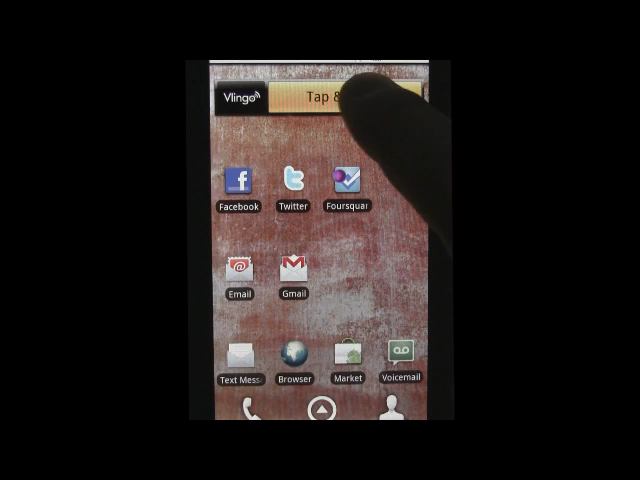 Vlingo
Tap &
Facebook
Twitter
Foursquar
Email
Gmail
Text Mess
Browser
Market
Voicemail